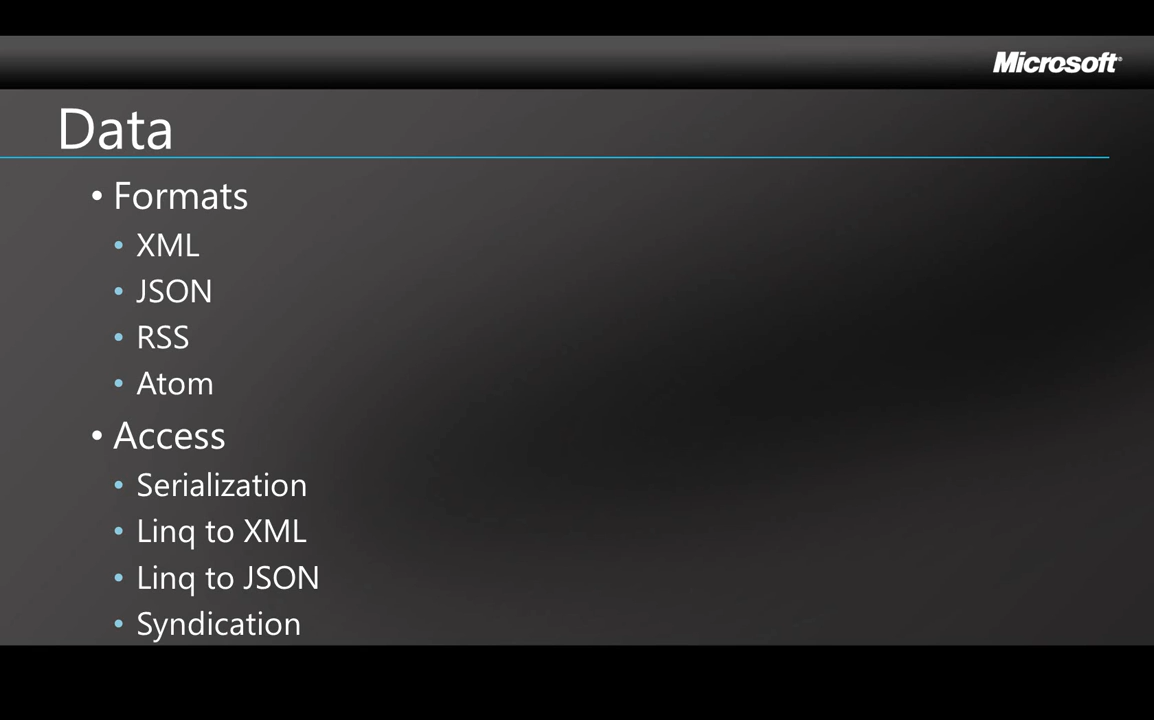 Microsoft®
Data
• Formats
• XML
• JSON
• RSS
• Atom
• Access
• Serialization
• Linq to XML
• Linq to JSON
• Syndication